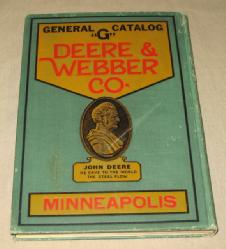 GENERAL CATALOG
"G"
DEERE &
WEBBER
CO.
JOHN DEERE
HE GAVE TO THE WORLD
THE STEEL PLOW
MINNEAPOLIS